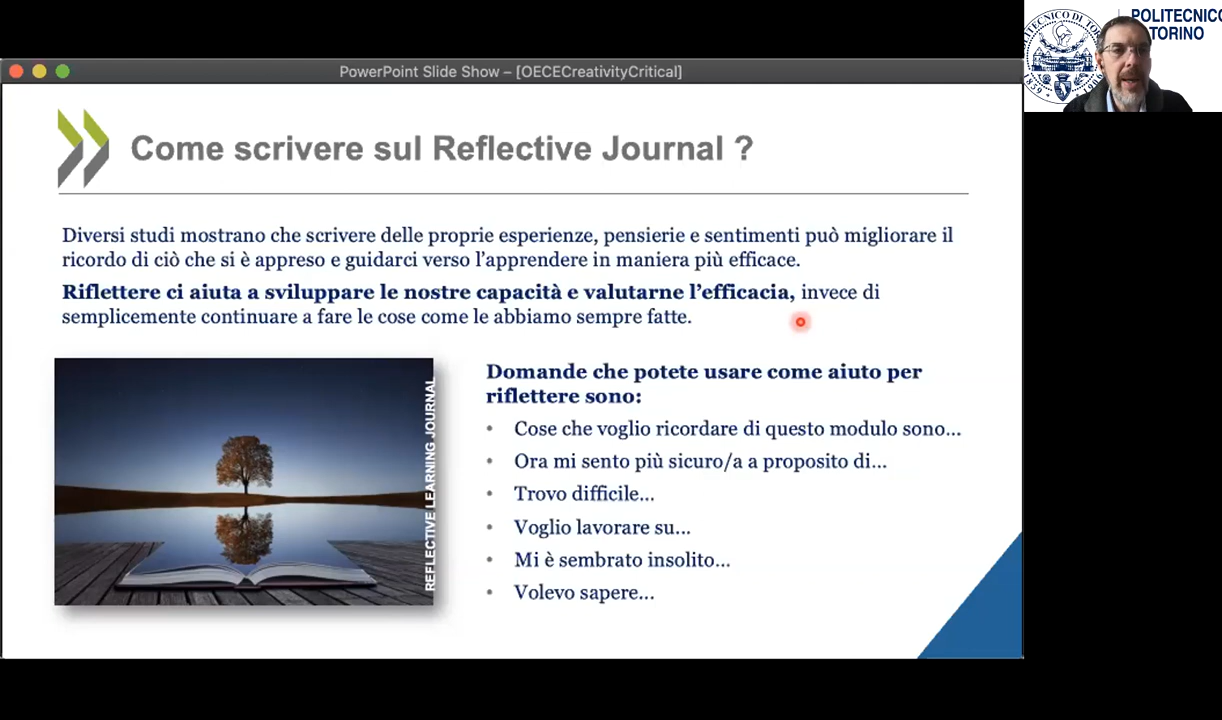 POLITECNICO
TORINO
PowerPoint Slide Show – [OECECreativityCritical]
Come scrivere sul Reflective Journal ?
Diversi studi mostrano che scrivere delle proprie esperienze, pensierie e sentimenti può migliorare il
ricordo di ciò che si è appreso e guidarci verso l'apprendere in maniera più efficace.
Riflettere ci aiuta a sviluppare le nostre capacità e valutarne l'efficacia, invece di
semplicemente continuare a fare le cose come le abbiamo sempre fatte.
REFLECTIVE LEARNING JOURNAL
Domande che potete usare come aiuto per
riflettere sono:
• Cose che voglio ricordare di questo modulo sono...
• Ora mi sento più sicuro/a a proposito di...
• Trovo difficile...
• Voglio lavorare su...
• Mi è sembrato insolito...
• Volevo sapere...